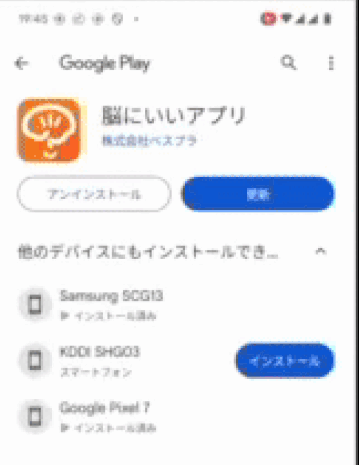 19:45
Google Play
脳にいいアプリ
株式会社ベスプラ
アンインストール
更新
他のデバイスにもインストールでき...
Samsung SCG13
インストール済み
KDDI SHG03
スマートフォン
インストール
Google Pixel 7
インストール済み